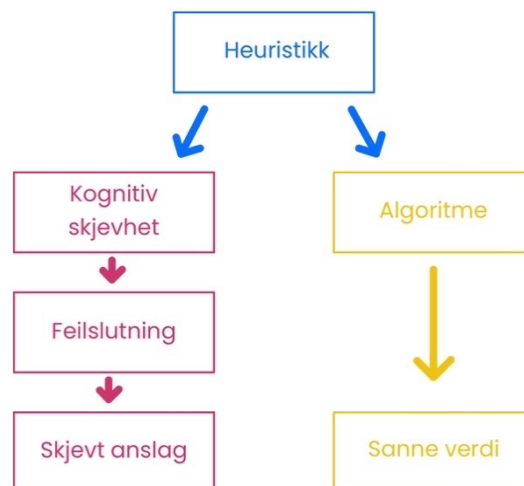 Heuristikk
Kognitiv
skjevhet
Algoritme
Feilslutning
Skjevt anslag
Sanne verdi